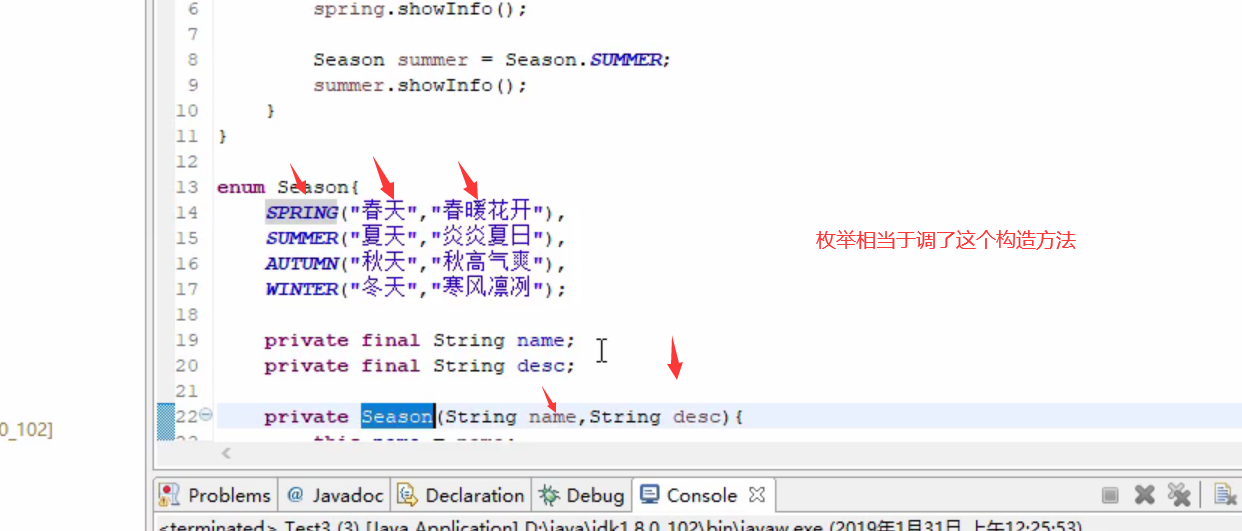 6 spring.showInfo();
7
8 Season summer = Season.SUMMER;
9 summer.showInfo();
10 }
11 }
12
13 enum Season{
14 SPRING("春天","春暖花开"),
15 SUMMER("夏天","炎炎夏日"),
16 AUTUMN("秋天","秋高气爽"),
17 WINTER("冬天","寒风凛冽");
枚举相当于调了这个构造方法
18
19 private final String name;
20 private final String desc;
21
22 private Season(String name,String desc){
0_102]
Problems @ Javadoc Declaration Debug Console
<terminated> Test3 (3) [Java Application] D:\java\jdk1.8.0_102\bin\javaw.exe (2019年1月31日 上午12:25:53)